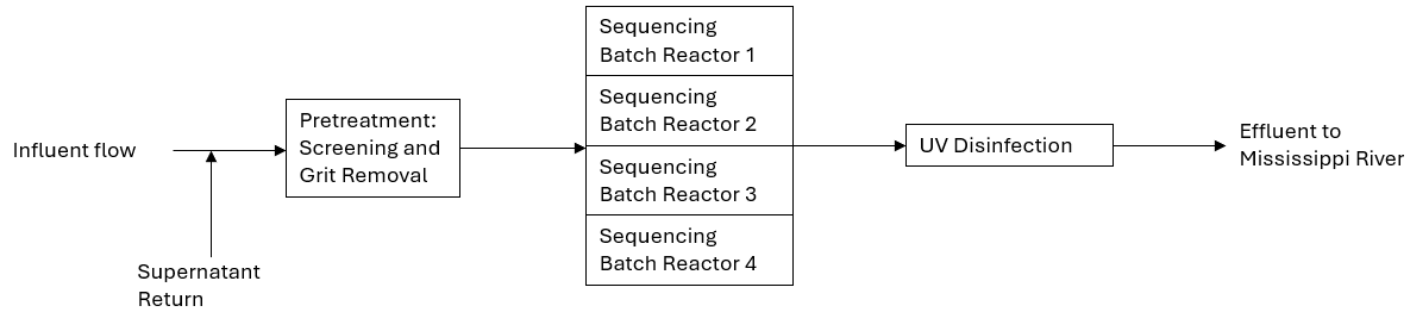 Influent flow
Supernatant
Return
Pretreatment:
Screening and
Grit Removal
Sequencing
Batch Reactor 1
Sequencing
Batch Reactor 2
Sequencing
Batch Reactor 3
Sequencing
Batch Reactor 4
UV Disinfection
Effluent to
Mississippi River